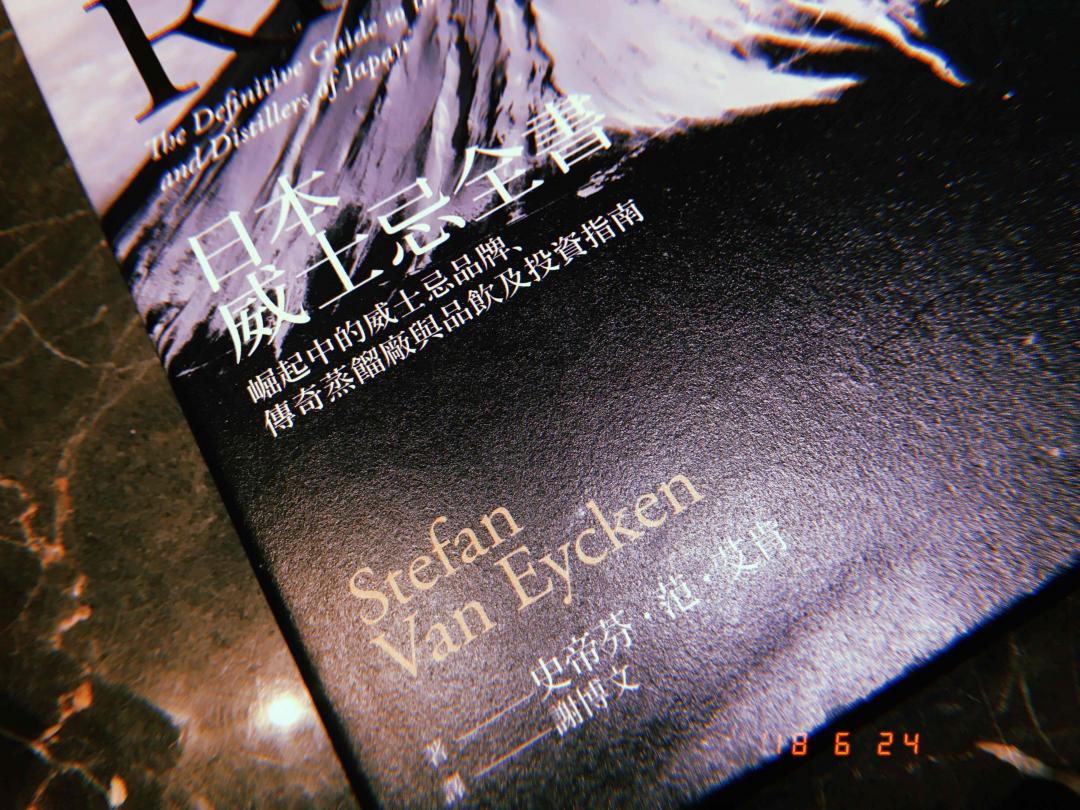 The Definitive Guide to
and Distillers of Japan
日本
威士忌全書
崛起中的威士忌品牌、
傳奇蒸餾廠與品飲及投資指南
Stefan
Van Eycken
史帝芬·范·艾肯
謝博文
'18 6 24